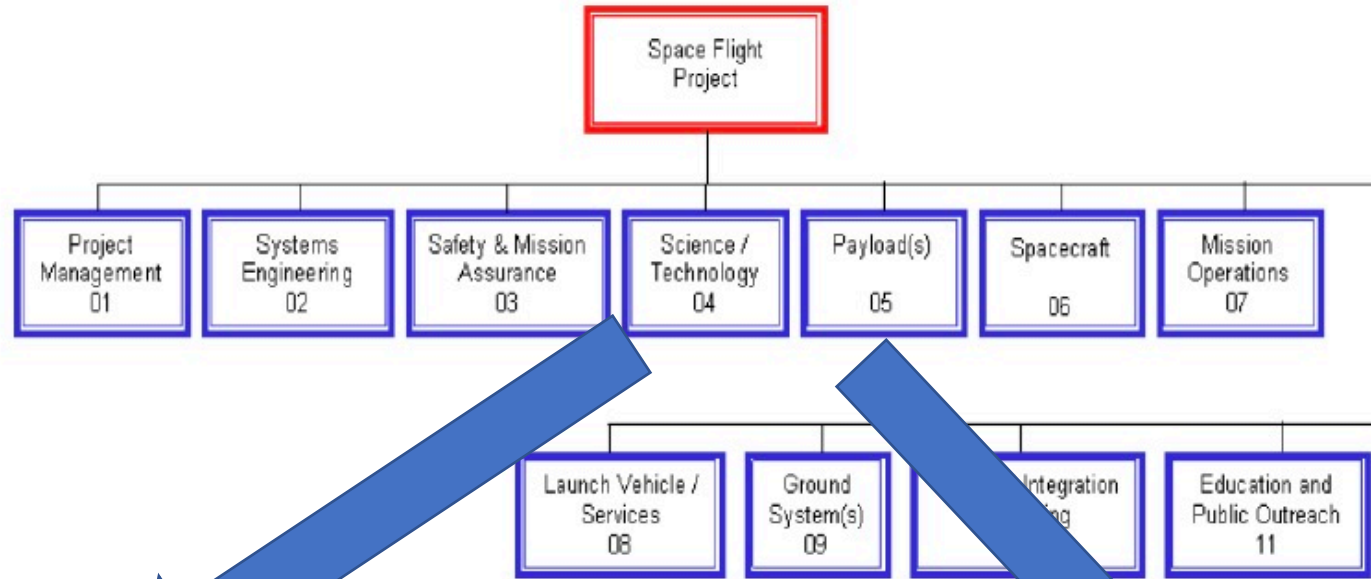 Space Flight
Project
Project
Management
01
Systems
Engineering
02
Safety & Mission
Assurance
03
Science /
Technology
04
Payload(s)
05
Spacecraft
06
Mission
Operations
07
Launch Vehicle /
Services
08
Ground
System(s)
09
Integration
Education and
Public Outreach
11